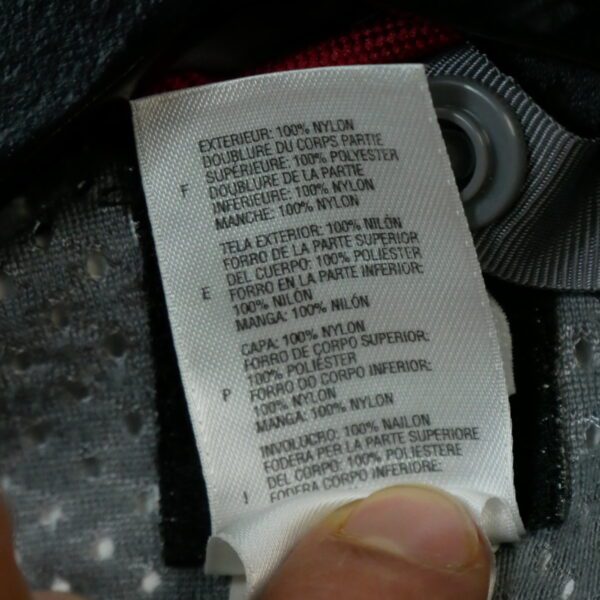 EXTERIEUR: 100% NYLON
DOUBLURE DU CORPS PARTIE
SUPÉRIEURE: 100% POLYESTER
F DOUBLURE DE LA PARTIE
INFERIEURE: 100% NYLON
MANCHE: 100% NYLON
TELA EXTERIOR: 100% NILÓN
FORRO DE LA PARTE SUPERIOR
DEL CUERPO: 100% POLIÉSTER
E FORRO EN LA PARTE INFERIOR:
100% NILÓN
MANGA: 100% NILÓN
CAPA: 100% NYLON
FORRO DE CORPO SUPERIOR:
100% POLIÉSTER
P FORRO DO CORPO INFERIOR:
100% NYLON
MANGA: 100% NYLON
INVOLUCRO: 100% NAILON
FODERA PER LA PARTE SUPERIORE
DEL CORPO: 100% POLIESTERE
I FODERA CORPO INFERIORE: